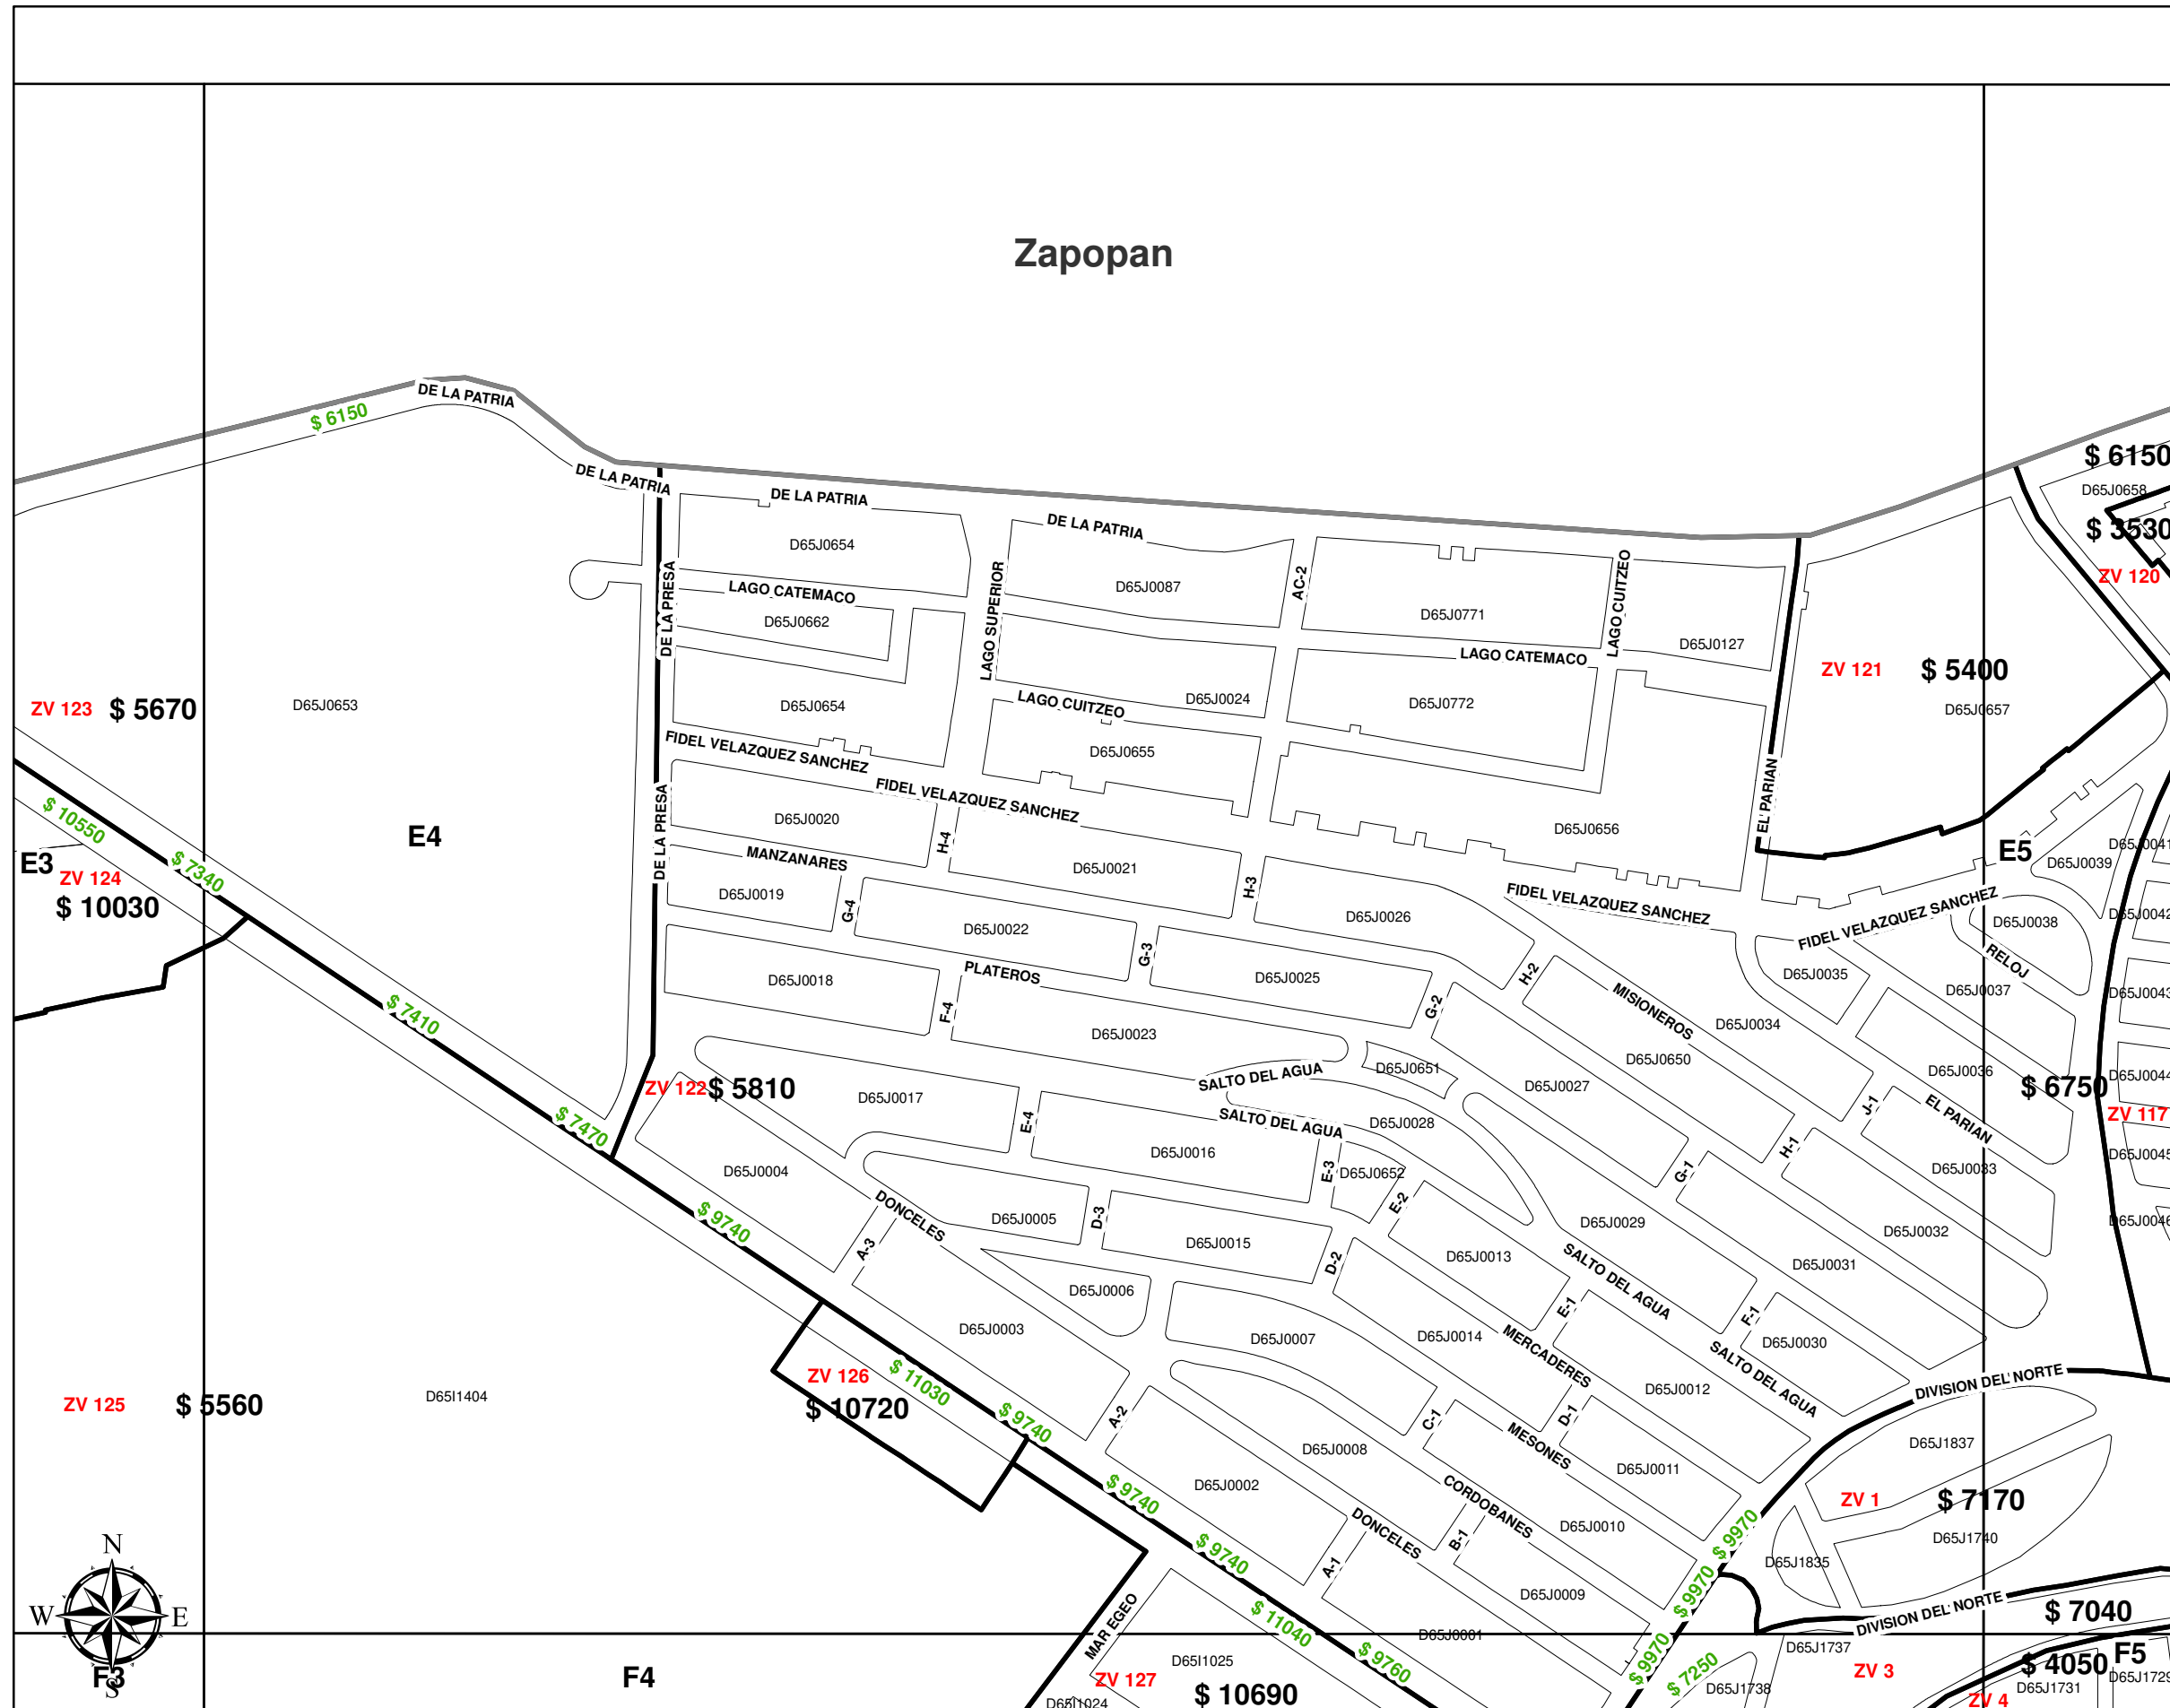 Zapopan
DE LA PATRIA
$ 6150
DE LA PATRIA
DE LA PATRIA
DE LA PATRIA
$ 6150
D65J0658
$ 3530
ZV 120
D65J0654
LAGO CATEMACO
D65J0662
DE LA PRESA
LAGO SUPERIOR
D65J0087
AC-2
D65J0771
LAGO CUITZEO
D65J0127
LAGO CATEMACO
ZV 121
$ 5400
D65J0657
ZV 123
$ 5670
D65J0653
D65J0654
LAGO CUITZEO
D65J0024
D65J0772
D65J0655
FIDEL VELAZQUEZ SANCHEZ
FIDEL VELAZQUEZ SANCHEZ
EL PARIAN
D65J0656
$ 10550
$ 7340
E3
ZV 124
$ 10030
E4
DE LA PRESA
D65J0020
MANZANARES
H-4
D65J0021
H-3
D65J0026
FIDEL VELAZQUEZ SANCHEZ
FIDEL VELAZQUEZ SANCHEZ
E5
D65J0039
D65J0041
D65J0042
D65J0038
RELOJ
D65J0019
G-4
D65J0022
G-3
D65J0025
PLATEROS
D65J0018
F-4
D65J0023
G-2
H-2
MISIONEROS
D65J0034
D65J0035
D65J0037
D65J0043
D65J0036
D65J0044
$ 6750
ZV 117
$ 7410
$ 7470
ZV 122
$ 5810
D65J0017
E-4
SALTO DEL AGUA
SALTO DEL AGUA
D65J0651
D65J0028
D65J0027
D65J0650
J-1
EL PARIAN
H-1
G-1
D65J0033
D65J0045
D65J0046
D65J0004
D65J0016
E-3
D65J0652
E-2
D65J0029
D65J0032
D65J0031
DONCELES
D65J0005
D-3
D65J0015
D-2
D65J0013
SALTO DEL AGUA
$ 9740
A-3
D65J0006
D65J0003
D65J0007
D65J0014
E-1
MERCADERES
F-1
D65J0030
SALTO DEL AGUA
D65J0012
DIVISION DEL NORTE
ZV 125
$ 5560
D65I1404
ZV 126
$ 10720
$ 11030
$ 9740
A-2
C-1
D-1
MESONES
D65J0008
D65J0011
D65J1837
D65J0002
$ 9740
CORDOBANES
DONCELES
B-1
D65J0010
ZV 1
$ 7170
D65J1740
D65J1835
$ 9970
$ 9740
A-1
D65J0009
$ 9970
DIVISION DEL NORTE
$ 7040
N
W
E
S
MAR EGEO
$ 11040
D65J0001
$ 9760
$ 9970
$ 7250
D65J1737
ZV 3
F5
$ 4050
F3
F4
D65I1025
ZV 127
$ 10690
D65I1024
D65J1738
ZV 4
D65J1731
D65J1729